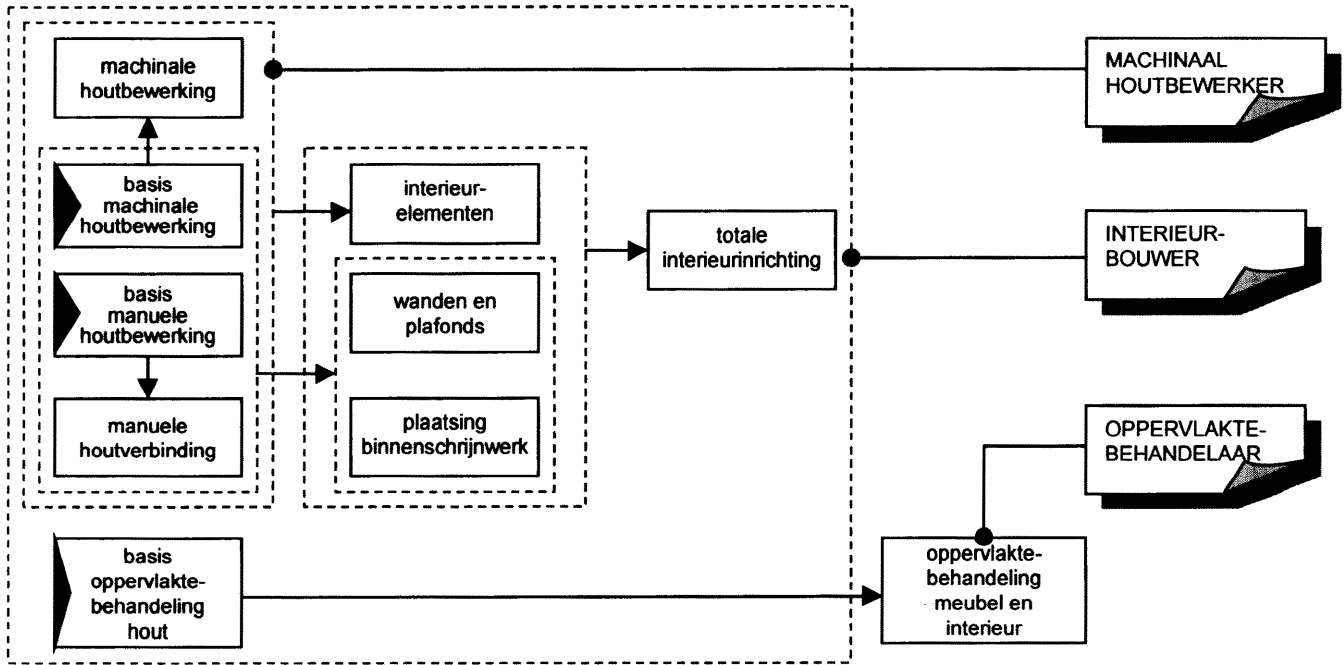 machinale
houtbewerking
basis
machinale
houtbewerking
basis
manuele
houtbewerking
manuele
houtverbinding
basis
oppervlakte-
behandeling
hout
interieur-
elementen
wanden en
plafonds
plaatsing
binnenschrijnwerk
totale
interieurinrichting
oppervlakte-
behandeling
meubel en
interieur
MACHINAAL
HOUTBEWERKER
INTERIEUR-
BOUWER
OPPERVLAKTE-
BEHANDELAAR